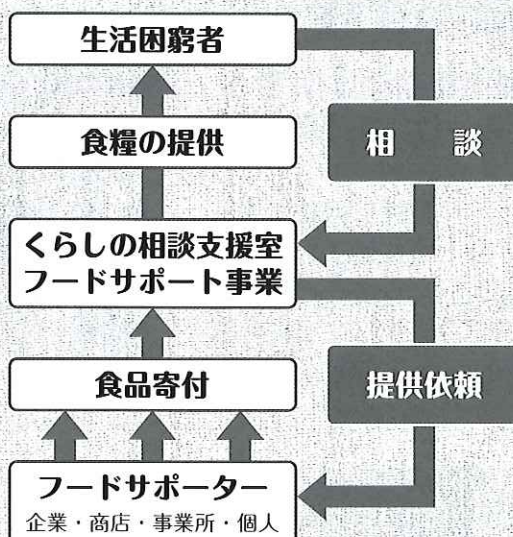 生活困窮者
食糧の提供
相談
くらしの相談支援室
フードサポート事業
食品寄付
提供依頼
フードサポーター
企業・商店・事業所・個人